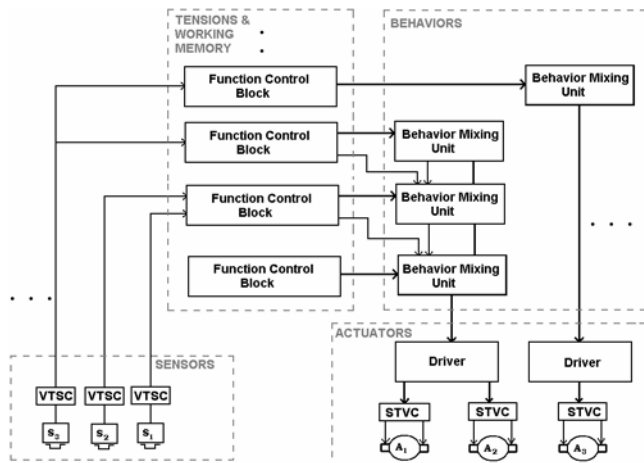 TENSIONS &
WORKING
MEMORY
BEHAVIORS
Function Control
Block
Behavior Mixing
Unit
Function Control
Block
Behavior Mixing
Unit
Function Control
Block
Behavior Mixing
Unit
Function Control
Block
Behavior Mixing
Unit
ACTUATORS
SENSORS
Driver
Driver
VTSC VTSC VTSC
STVC STVC STVC
S3 S2 S1
A1 A2 A3